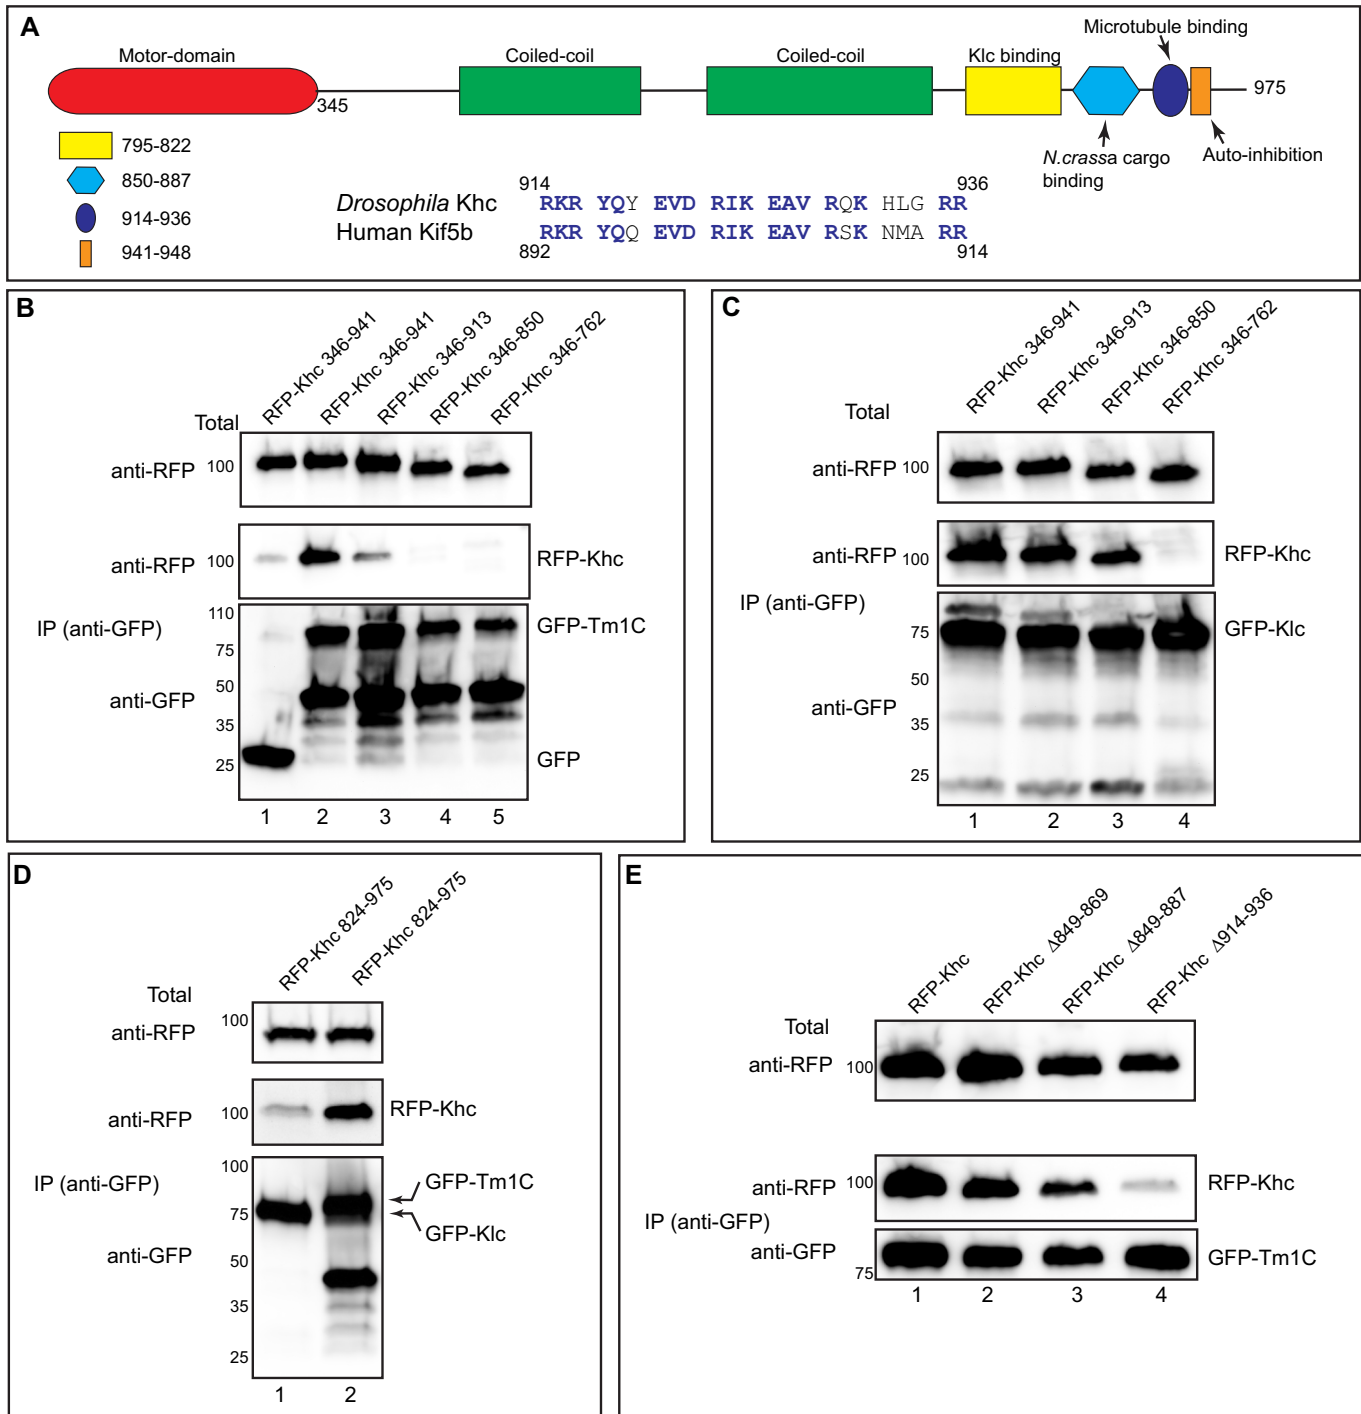 A
Motor-domain
Coiled-coil
Coiled-coil
Klc binding
Microtubule binding
345
975
795-822
850-887
914-936
941-948
N.crassa cargo
binding
Auto-inhibition
914 936
Drosophila Khc RKR YQY EVD RIK EAV RQK HLG RR
Human Kif5b RKR YQQ EVD RIK EAV RSK NMA RR
892 914
B
RFP-Khc 346-941
RFP-Khc 346-941
RFP-Khc 346-913
RFP-Khc 346-850
RFP-Khc 346-762
Total
anti-RFP 100
anti-RFP 100 RFP-Khc
IP (anti-GFP)
110
GFP-Tm1C
75
50
anti-GFP
35
25 GFP
1 2 3 4 5
C
RFP-Khc 346-941
RFP-Khc 346-913
RFP-Khc 346-850
RFP-Khc 346-762
Total
anti-RFP 100
anti-RFP 100 RFP-Khc
IP (anti-GFP)
75 GFP-Klc
50
anti-GFP
35
25
1 2 3 4
D
RFP-Khc 824-975
RFP-Khc 824-975
Total
100
anti-RFP
anti-RFP 100 RFP-Khc
IP (anti-GFP)
100
GFP-Tm1C
75
GFP-Klc
anti-GFP
50
35
25
1 2
E
RFP-Khc
RFP-Khc Δ849-869
RFP-Khc Δ849-887
RFP-Khc Δ914-936
Total
anti-RFP 100
anti-RFP 100 RFP-Khc
IP (anti-GFP)
anti-GFP
75
GFP-Tm1C
1 2 3 4